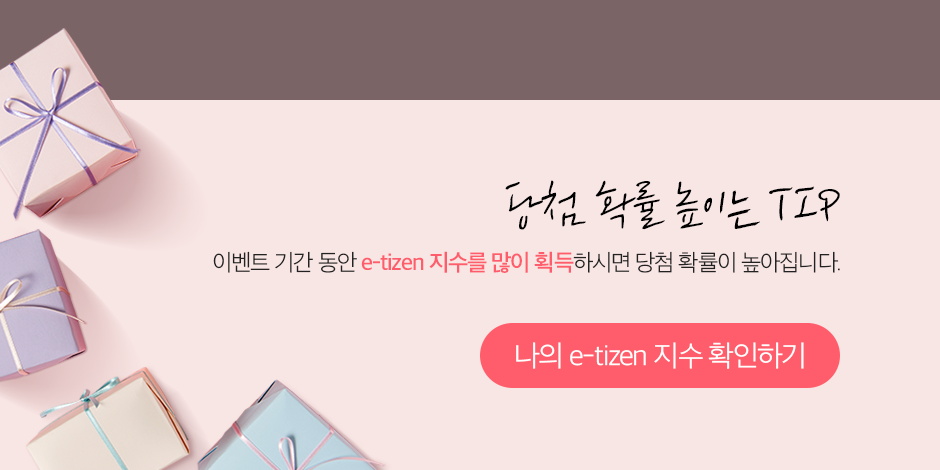 당첨 확률 높이는 TIP
이벤트 기간 동안 e-tizen 지수를 많이 획득하시면 당첨 확률이 높아집니다.
나의 e-tizen 지수 확인하기